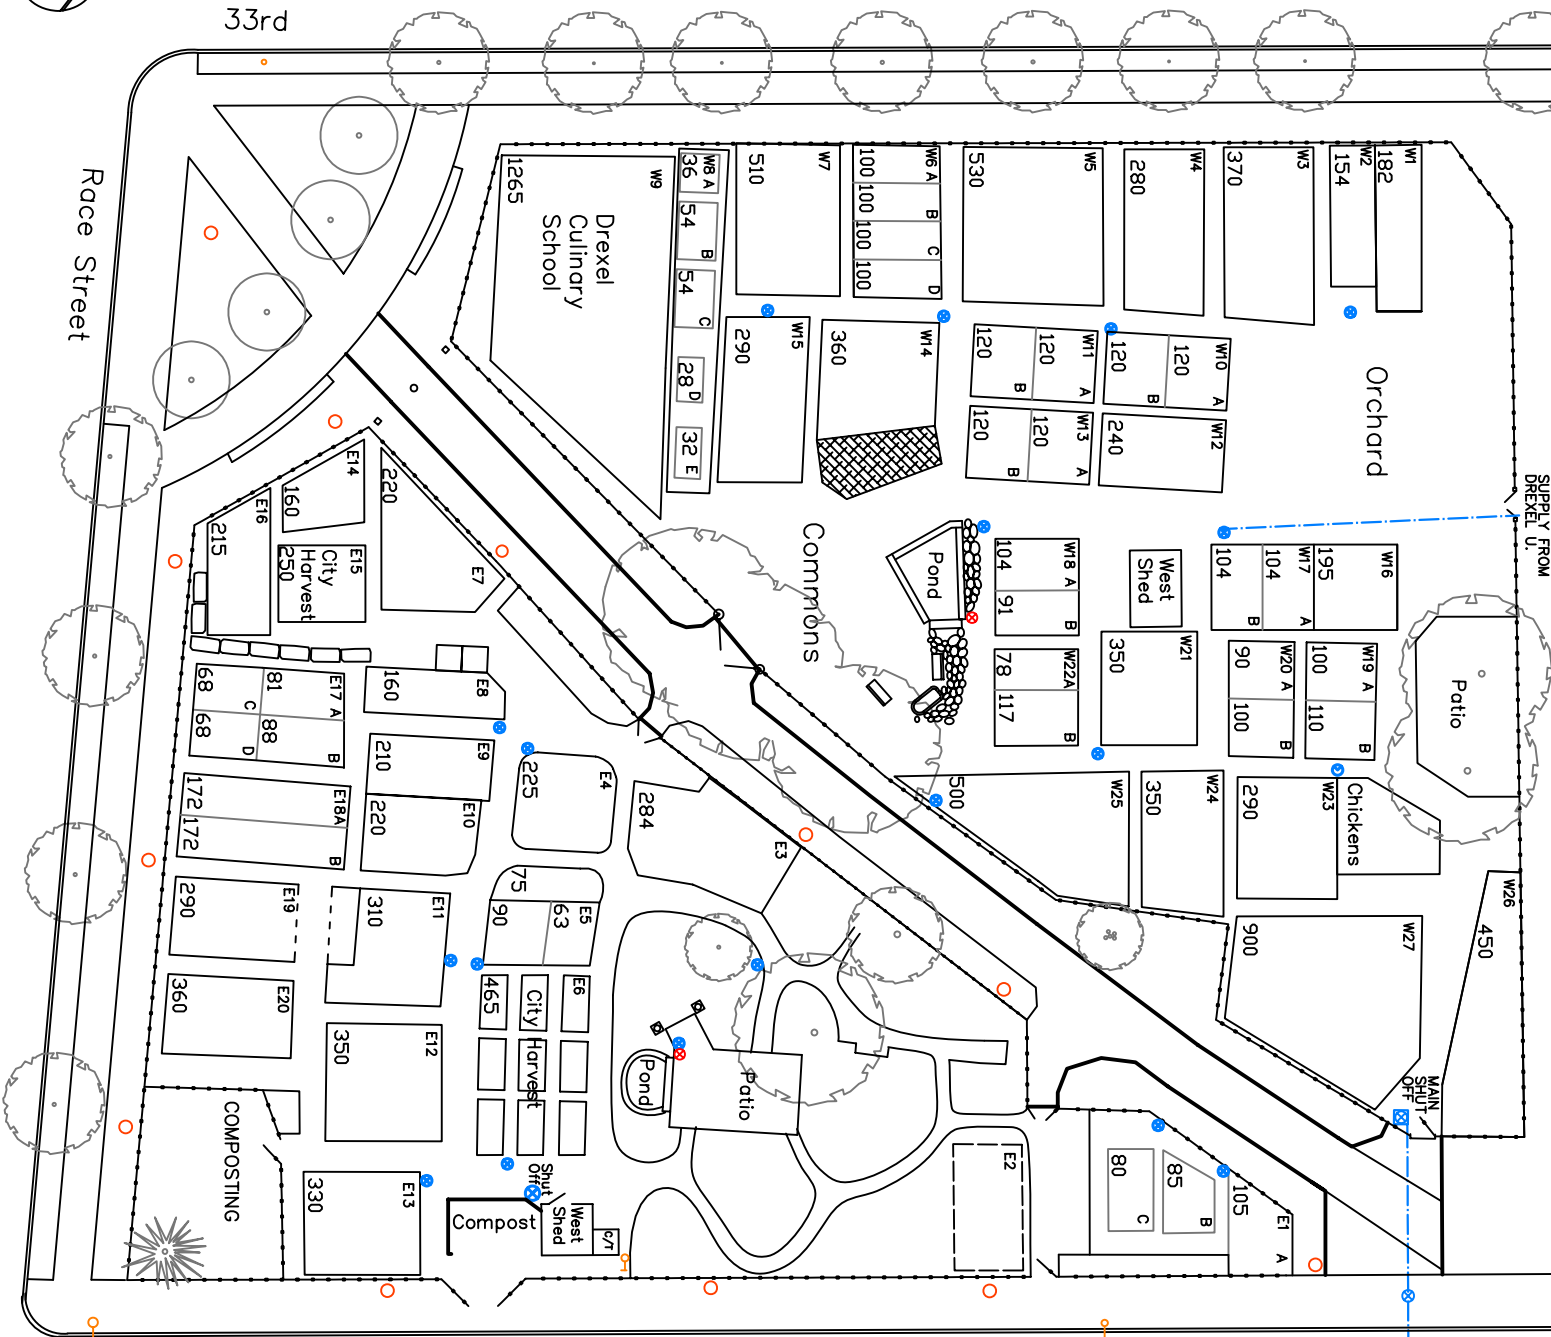 33rd
Race Street
W9
1265
Drexel
Culinary
School
W8 A
36
54
B
54
C
28
D
32
E
W7
510
W6 A
100
100
B
100
C
100
D
W5
530
W4
280
W3
370
W2
154
W1
182
W15
290
W14
360
W11
120
A
120
B
W10
120
A
120
B
W13
120
A
120
B
W12
240
Orchard
SUPPLY FROM
DREXEL U.
Commons
Pond
W18 A
104
91
B
West
Shed
W17
104
A
104
B
W16
195
W22A
78
117
B
W21
350
W20 A
90
100
B
W19 A
100
110
B
Patio
W25
500
W24
350
W23
290
Chickens
W26
450
W27
900
MAIN
SHUT
OFF
E14
160
E16
215
E15
City
Harvest
250
E7
220
E8
160
E17 A
81
68
C
88
B
68
D
E9
210
E10
220
E18A
172
172
B
E4
225
E3
284
E19
290
E11
310
E5
75
90
63
E20
360
E12
350
E6
465
City
Harvest
Pond
Patio
COMPOSTING
E13
330
Shut
Off
Compost
West
Shed
C/T
E2
80
C
85
B
105
E1
A